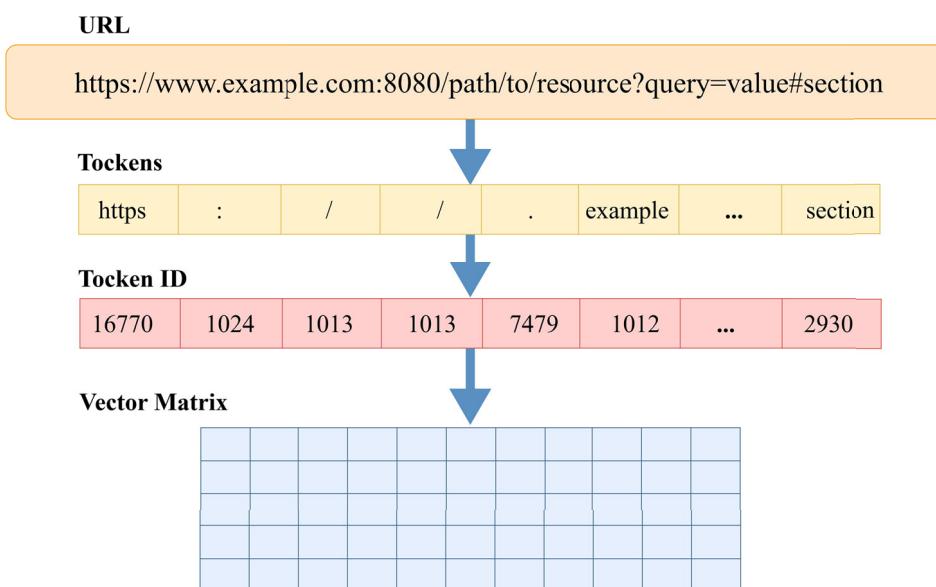 URL
https://www.example.com:8080/path/to/resource?query=value#section
Tockens
https : / / . example ... section
Tocken ID
16770 1024 1013 1013 7479 1012 ... 2930
Vector Matrix